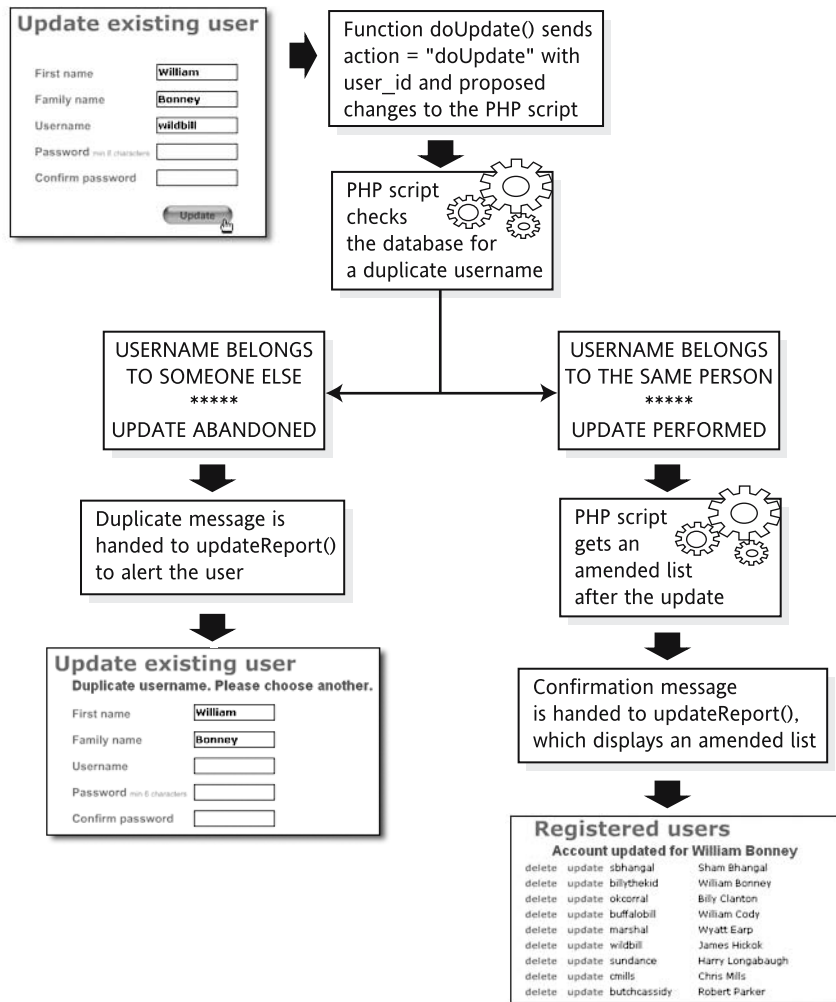 Update existing user
First name
William
Family name
Bonney
Username
wildbill
Password min 6 characters
Confirm password
Update
Function doUpdate() sends
action = "doUpdate" with
user_id and proposed
changes to the PHP script
PHP script
checks
the database for
a duplicate username
USERNAME BELONGS
TO SOMEONE ELSE
*****
UPDATE ABANDONED
USERNAME BELONGS
TO THE SAME PERSON
*****
UPDATE PERFORMED
Duplicate message is
handed to updateReport()
to alert the user
PHP script
gets an
amended list
after the update
Update existing user
Duplicate username. Please choose another.
First name
William
Family name
Bonney
Username
Password min 6 characters
Confirm password
Confirmation message
is handed to updateReport(),
which displays an amended list
Registered users
Account updated for William Bonney
delete update sbhangal Sham Bhangal
delete update billythekid William Bonney
delete update okcorral Billy Clanton
delete update buffalobill William Cody
delete update marshal Wyatt Earp
delete update wildbill James Hickok
delete update sundance Harry Longabaugh
delete update cmills Chris Mills
delete update butchcassidy Robert Parker